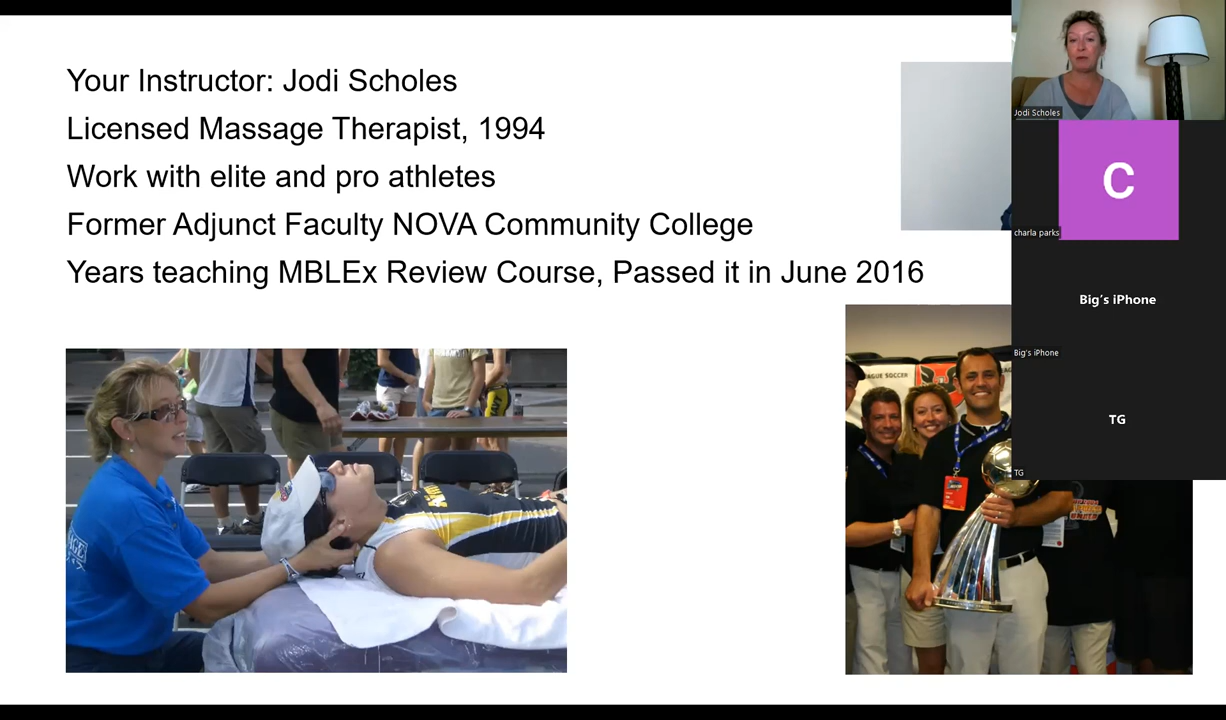 Your Instructor: Jodi Scholes
Licensed Massage Therapist, 1994
Work with elite and pro athletes
Former Adjunct Faculty NOVA Community College
Years teaching MBLEx Review Course, Passed it in June 2016
Jodi Scholes
C
charla parks
Big's iPhone
Big's iPhone
TG
TG
AGUE SOCCER